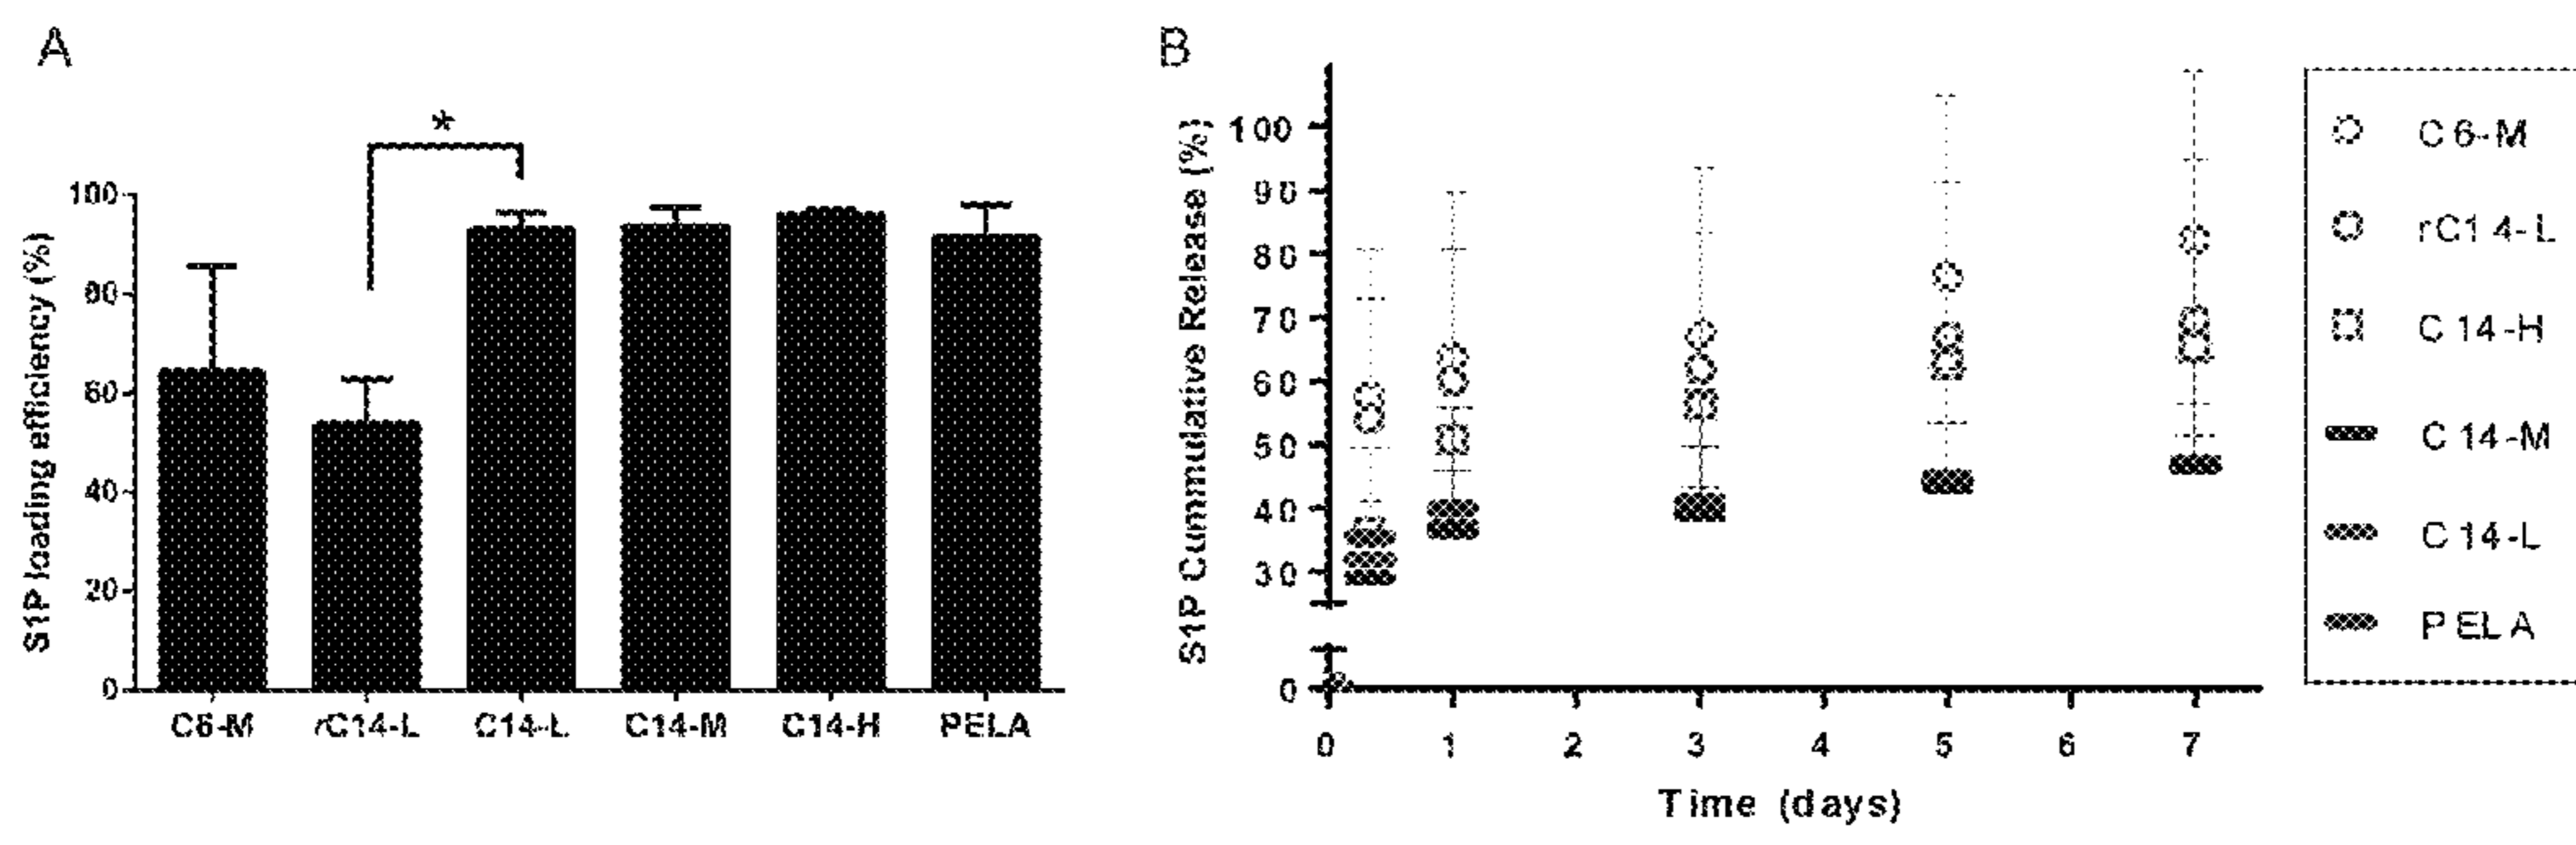 A
S1P loading efficiency (%)
100
80
60
40
20
0
*
C6-M
rC14-L
C14-L
C14-M
C14-H
PELA
B
S1P Cummulative Release (%)
100
90
80
70
60
50
40
30
0
0 1 2 3 4 5 6 7
Time (days)
C6-M
rC14-L
C14-H
C14-M
C14-L
PELA